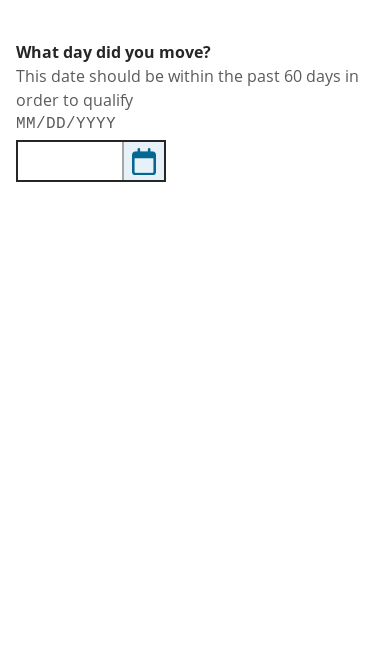 What day did you move?
This date should be within the past 60 days in
order to qualify
MM/DD/YYYY